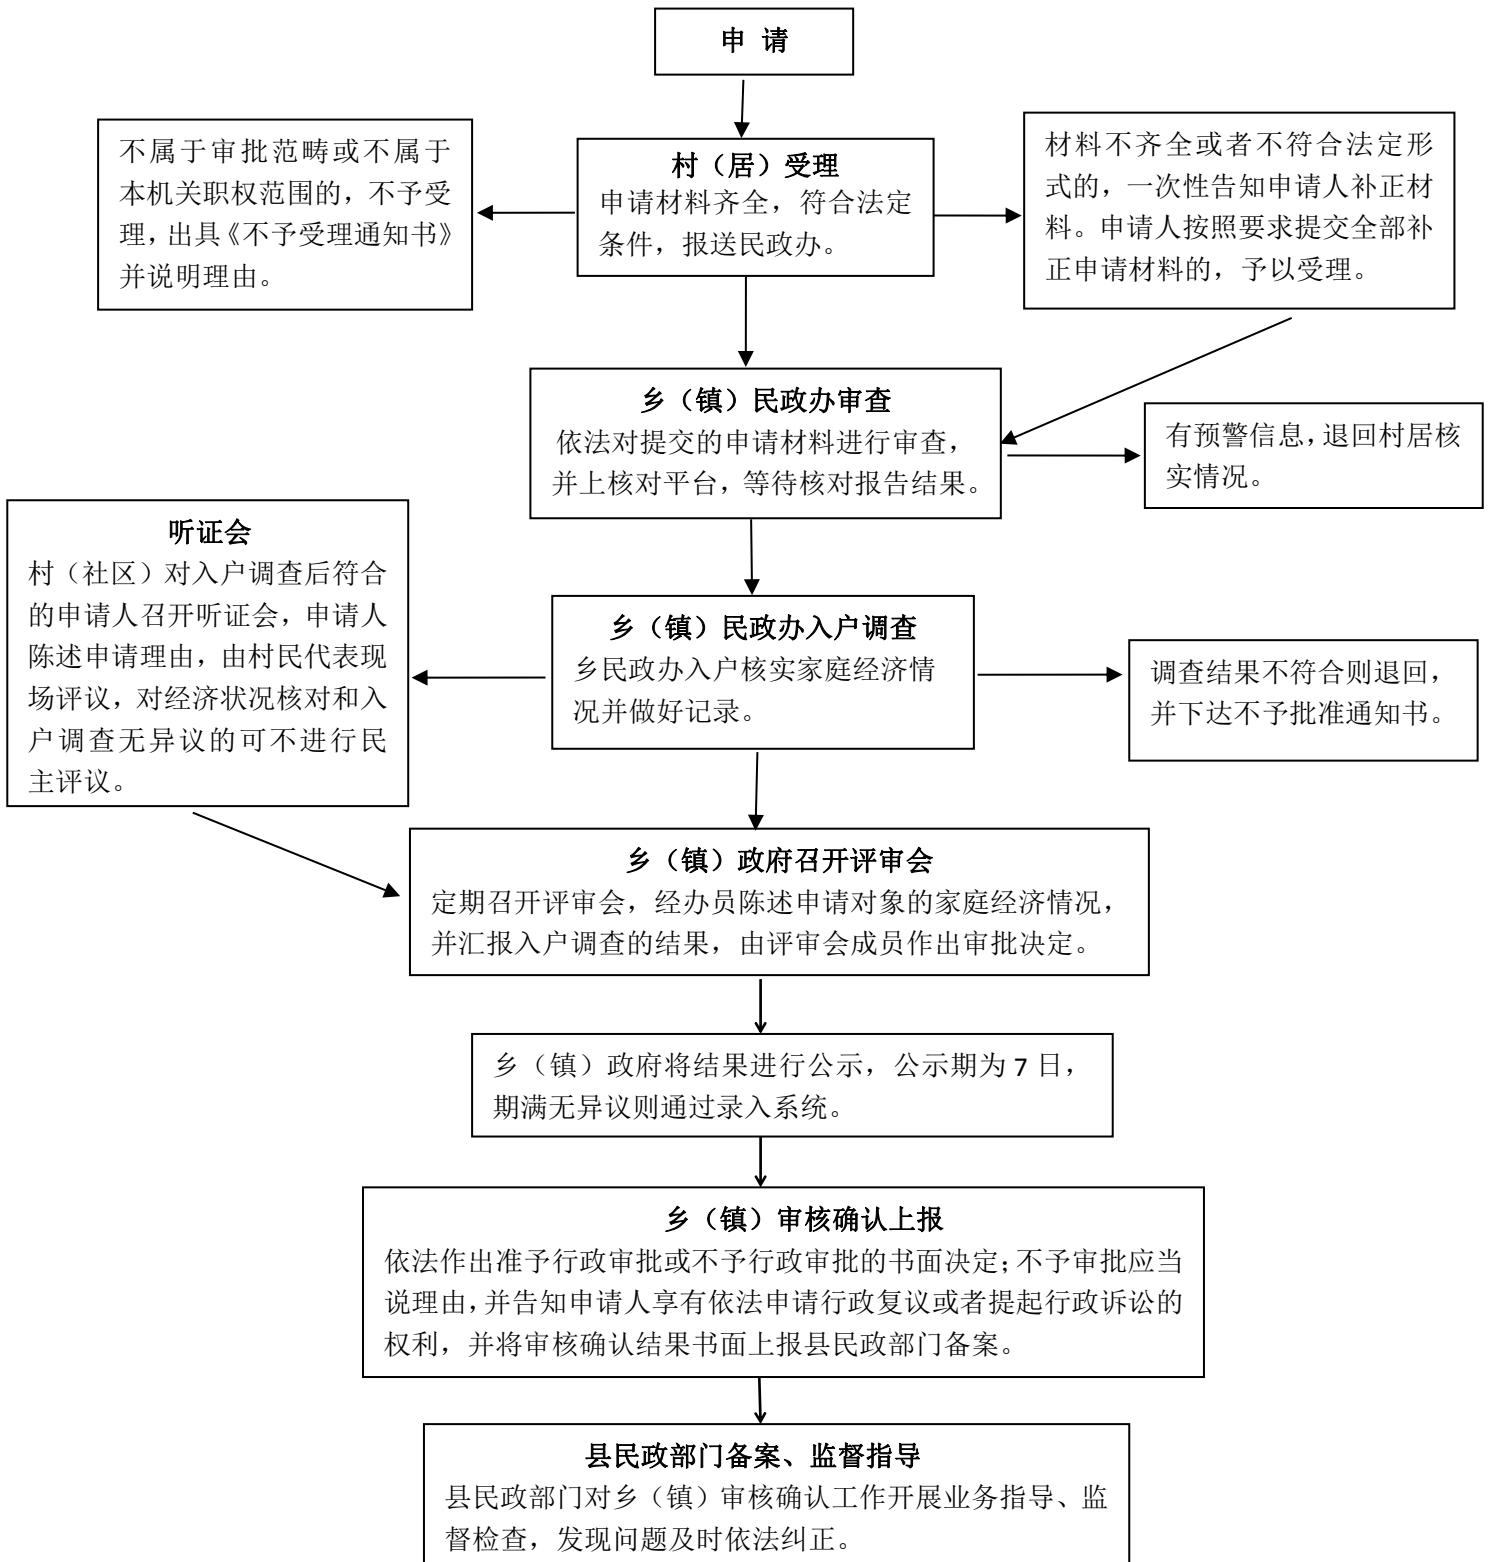 申 请
不属于审批范畴或不属于
本机关职权范围的，不予受
理，出具《不予受理通知书》
并说明理由。
村（居）受理
申请材料齐全，符合法定
条件，报送民政办。
材料不齐全或者不符合法定形
式的，一次性告知申请人补正材
料。申请人按照要求提交全部补
正申请材料的，予以受理。
乡（镇）民政办审查
依法对提交的申请材料进行审查，
并上核对平台，等待核对报告结果。
有预警信息，退回村居核
实情况。
听证会
村（社区）对入户调查后符合
的申请人召开听证会，申请人
陈述申请理由，由村民代表现
场评议，对经济状况核对和入
户调查无异议的可不进行民
主评议。
乡（镇）民政办入户调查
乡民政办入户核实家庭经济情
况并做好记录。
调查结果不符合则退回，
并下达不予批准通知书。
乡（镇）政府召开评审会
定期召开评审会，经办员陈述申请对象的家庭经济情况，
并汇报入户调查的结果，由评审会成员作出审批决定。
乡（镇）政府将结果进行公示，公示期为 7 日，
期满无异议则通过录入系统。
乡（镇）审核确认上报
依法作出准予行政审批或不予行政审批的书面决定；不予审批应当
说理由，并告知申请人享有依法申请行政复议或者提起行政诉讼的
权利，并将审核确认结果书面上报县民政部门备案。
县民政部门备案、监督指导
县民政部门对乡（镇）审核确认工作开展业务指导、监
督检查，发现问题及时依法纠正。